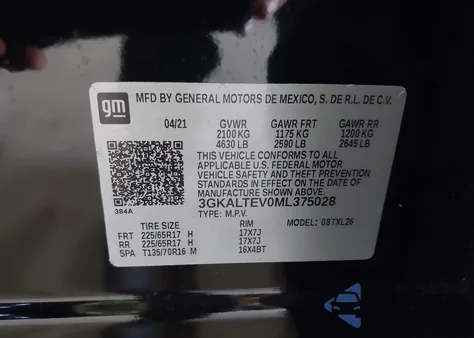 gm
MFD BY GENERAL MOTORS DE MEXICO, S. DE R.L. DE C.V.
04/21 GVWR GAWR FRT GAWR RR
2100 KG 1175 KG 1200 KG
4630 LB 2590 LB 2645 LB
THIS VEHICLE CONFORMS TO ALL
APPLICABLE U.S. FEDERAL MOTOR
VEHICLE SAFETY AND THEFT PREVENTION
STANDARDS IN EFFECT ON THE DATE OF
MANUFACTURE SHOWN ABOVE.
3GKALTEV0ML375028
384A TYPE: M.P.V. MODEL: 08TXL26
TIRE SIZE RIM
FRT 225/65R17 H 17X7J
RR 225/65R17 H 17X7J
SPA T135/70R16 M 16X4BT